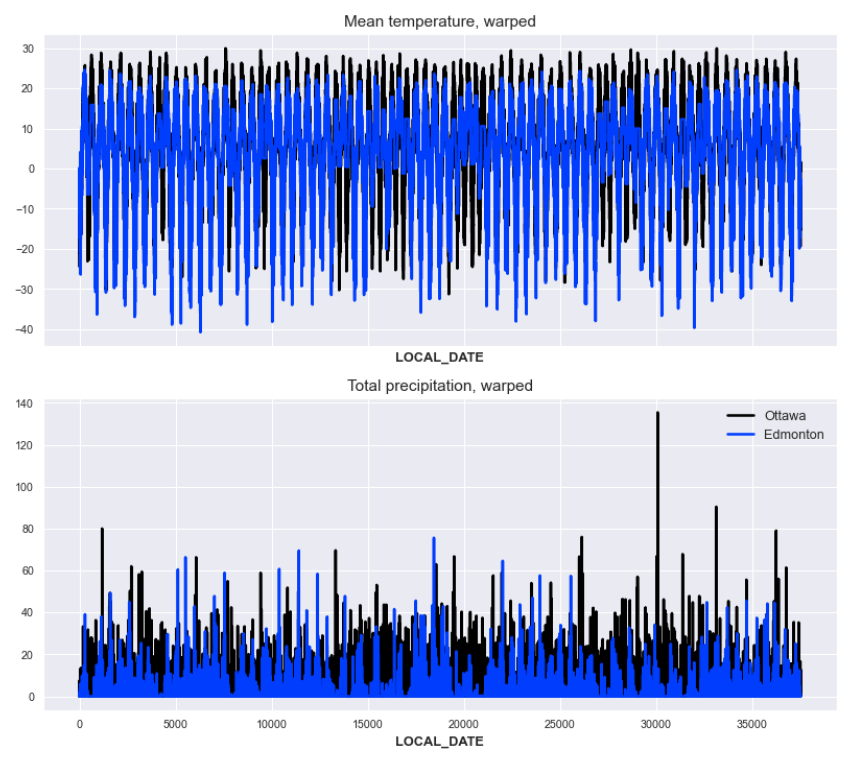 Mean temperature, warped
30
20
10
0
−10
−20
−30
−40
LOCAL_DATE
Total precipitation, warped
140
120
100
80
60
40
20
0
Ottawa
Edmonton
0 5000 10000 15000 20000 25000 30000 35000
LOCAL_DATE